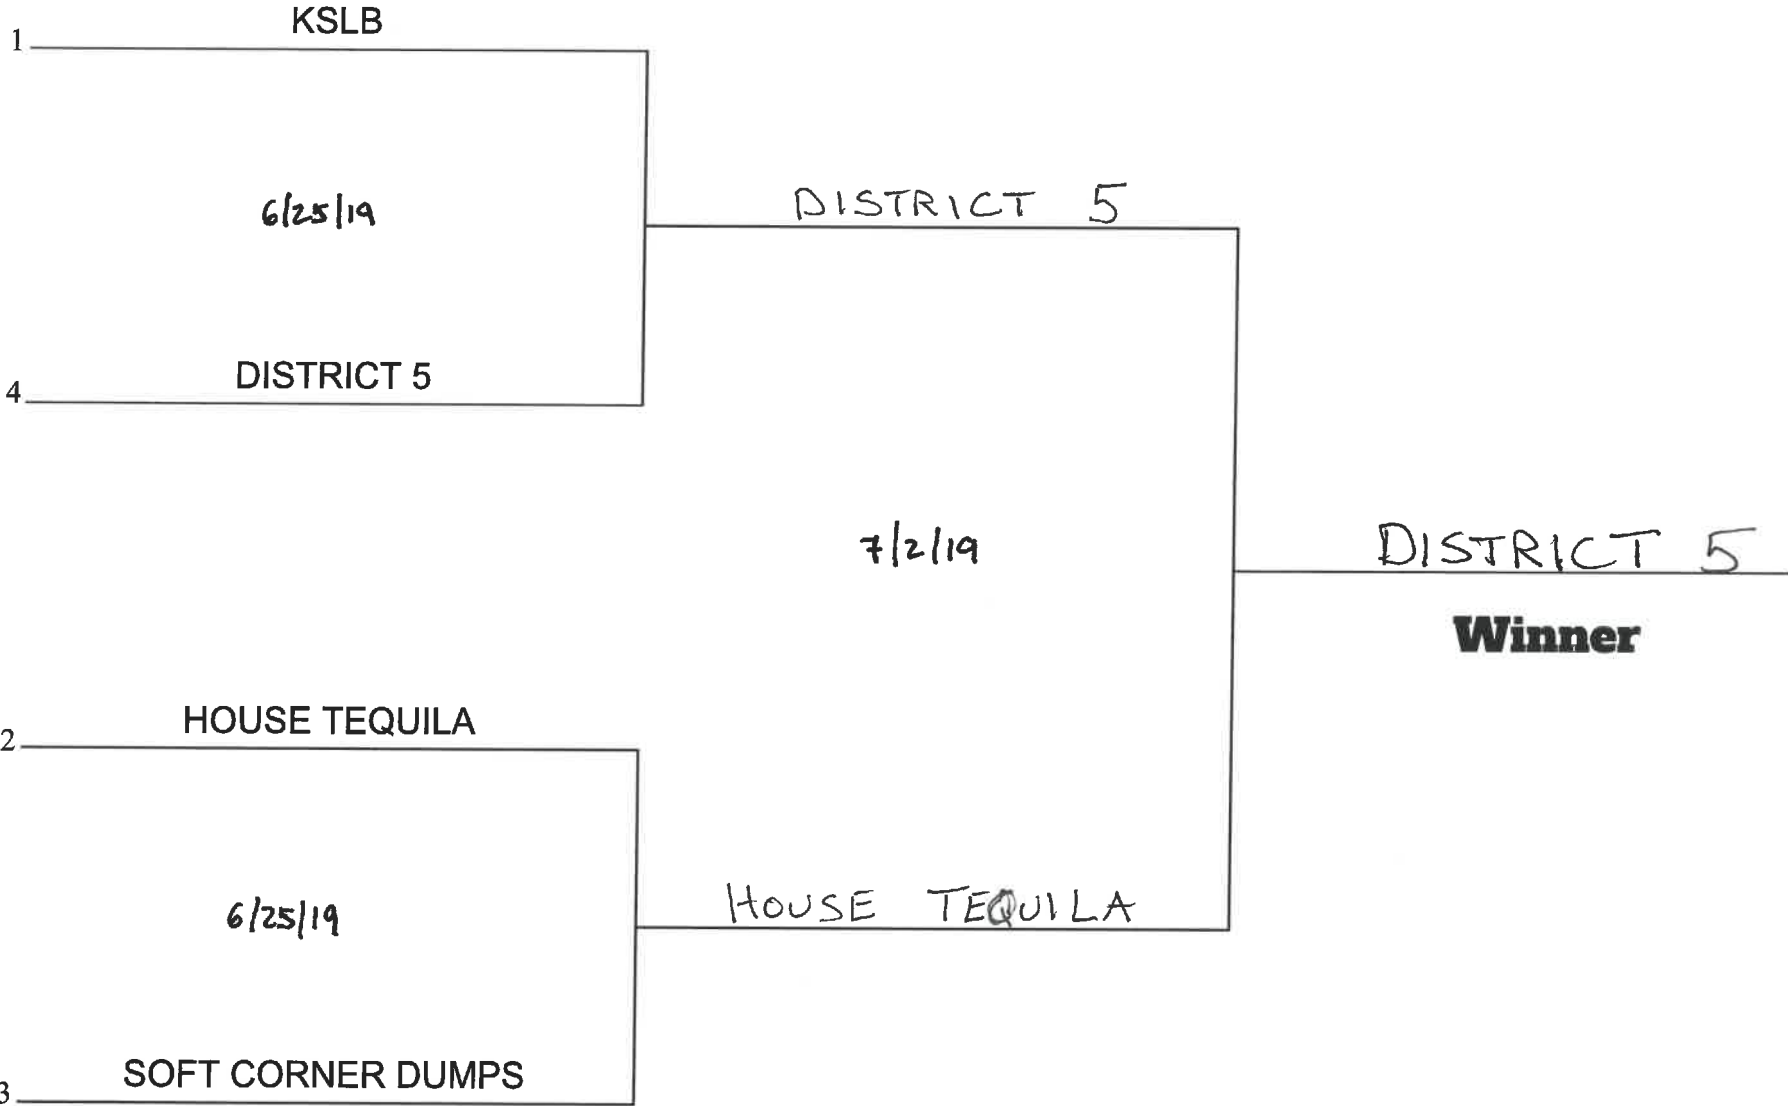 KSLB
1
6/25/19
DISTRICT 5
DISTRICT 5
4
7/2/19
DISTRICT 5
Winner
HOUSE TEQUILA
2
6/25/19
HOUSE TEQUILA
SOFT CORNER DUMPS
3